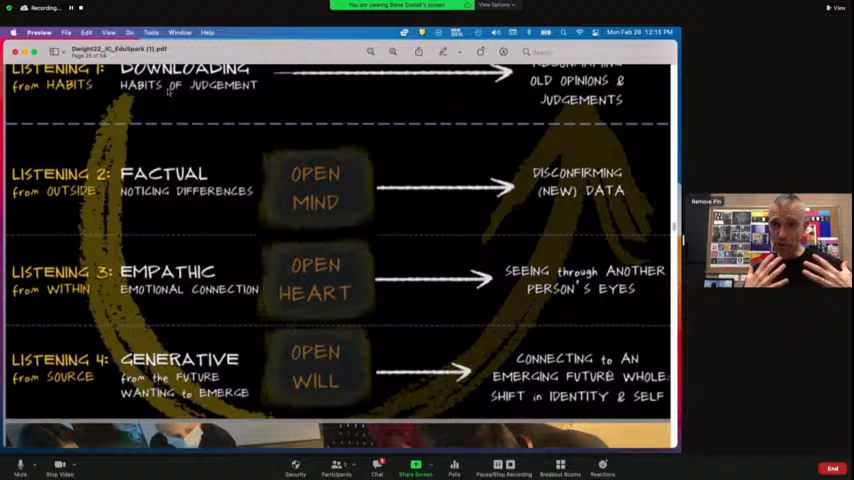 Recording...
You are viewing Steve Sostak's screen
View Options
View
Preview File Edit View Go Tools Window Help
Mon Feb 28 12:15 PM
Dwight22_IC_EduSpark (1).pdf
Search
LISTENING 1: DOWNLOADING
from HABITS HABITS OF JUDGEMENT
OLD OPINIONS &
JUDGEMENTS
LISTENING 2: FACTUAL
from OUTSIDE NOTICING DIFFERENCES
OPEN
MIND
DISCONFIRMING
(NEW) DATA
LISTENING 3: EMPATHIC
from WITHIN EMOTIONAL CONNECTION
OPEN
HEART
SEEING through ANOTHER
PERSON'S EYES
LISTENING 4: GENERATIVE
from SOURCE from the FUTURE
WANTING to EMERGE
OPEN
WILL
CONNECTING to AN
EMERGING FUTURE WHOLE:
SHIFT in IDENTITY & SELF
Remove Pin
Mute
Stop Video
Security
Participants
Chat
Share Screen
Polls
Pause/Stop Recording
Breakout Rooms
Reactions
End